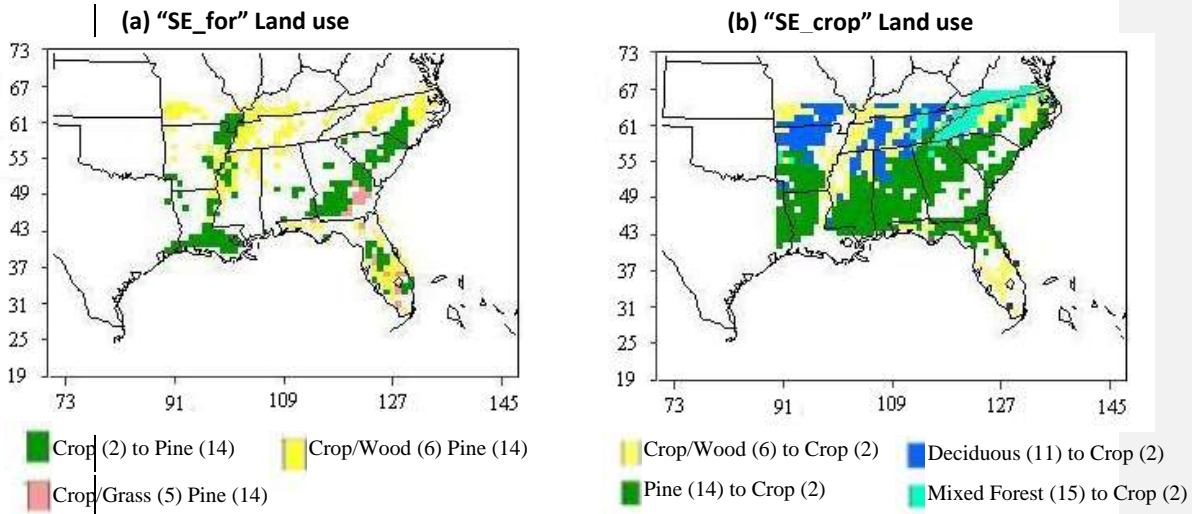 (a) “SE_for” Land use
73
67
61
55
49
43
37
31
25
19
73 91 109 127 145
Crop (2) to Pine (14)
Crop/Wood (6) Pine (14)
Crop/Grass (5) Pine (14)
(b) “SE_crop” Land use
73
67
61
55
49
43
37
31
25
19
73 91 109 127 145
Crop/Wood (6) to Crop (2)
Deciduous (11) to Crop (2)
Pine (14) to Crop (2)
Mixed Forest (15) to Crop (2)